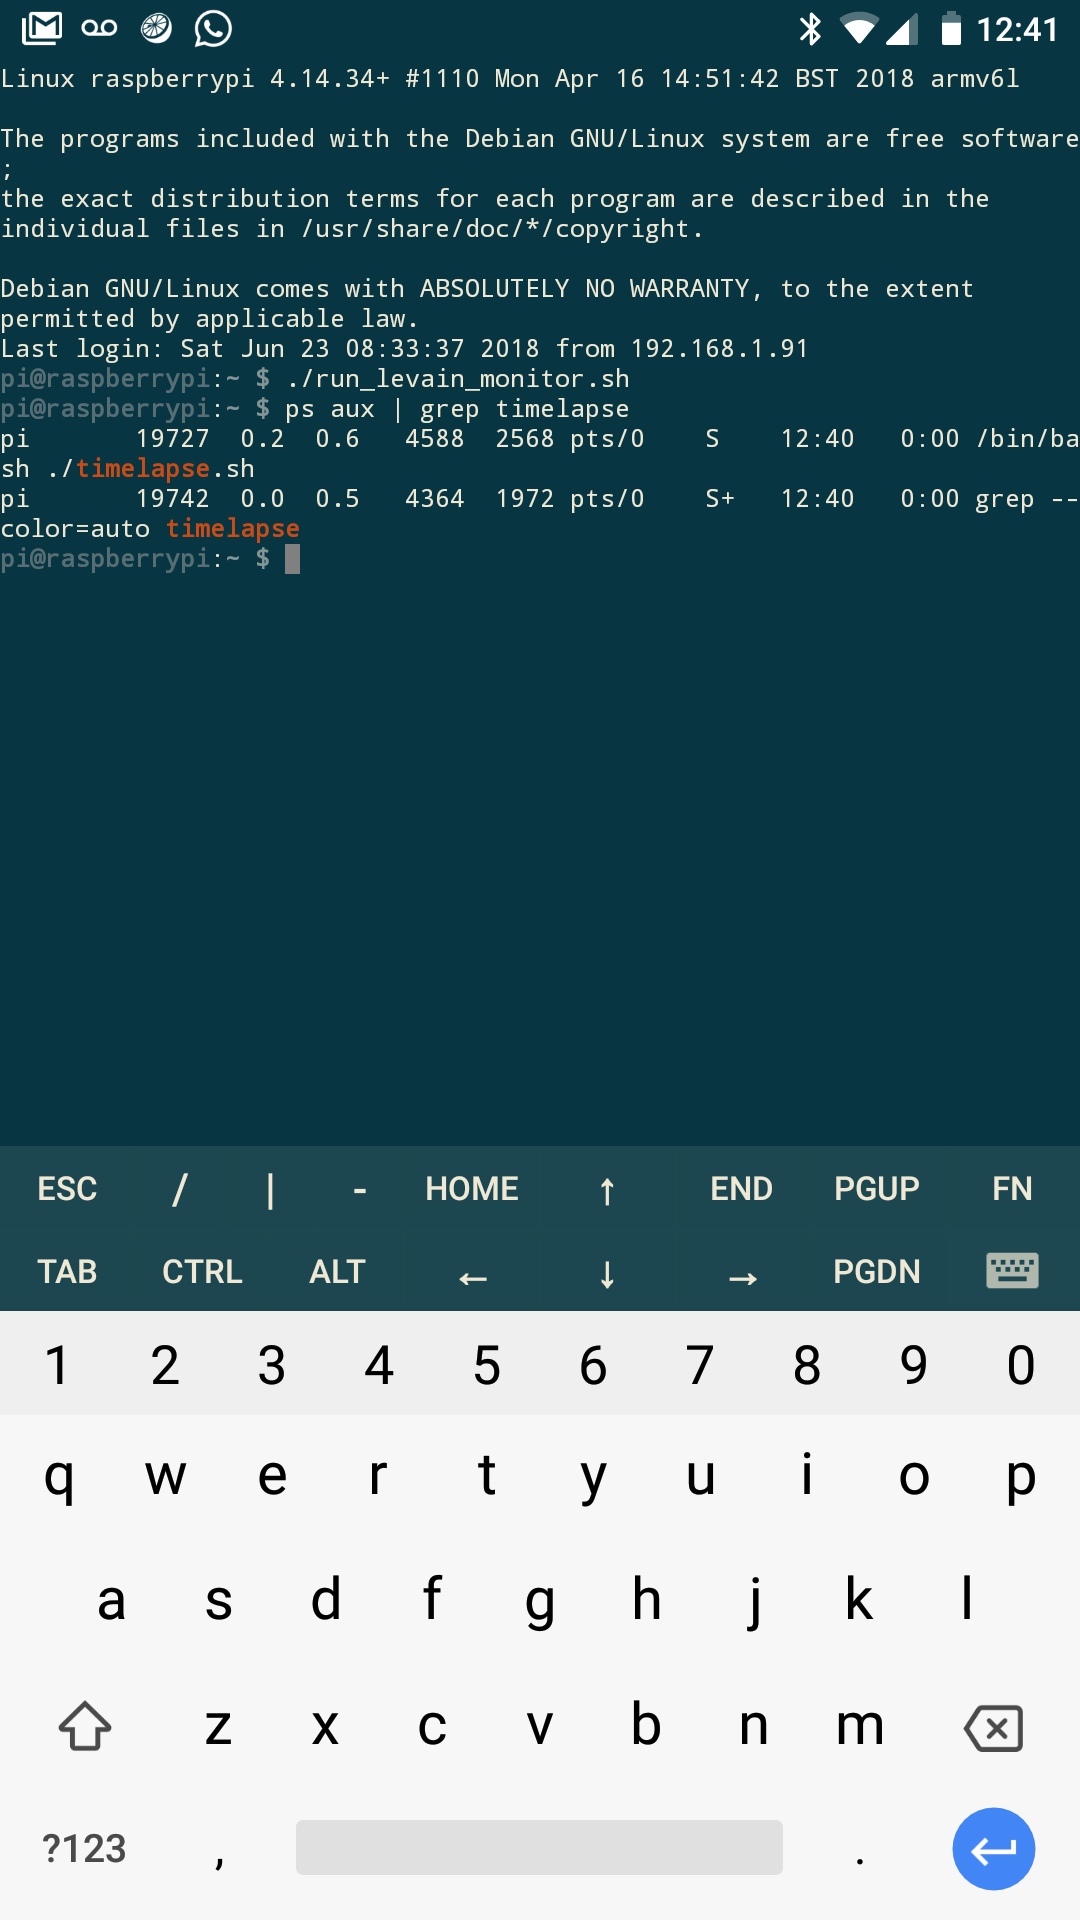 12:41
Linux raspberrypi 4.14.34+ #1110 Mon Apr 16 14:51:42 BST 2018 armv6l
The programs included with the Debian GNU/Linux system are free software
;
the exact distribution terms for each program are described in the
individual files in /usr/share/doc/*/copyright.
Debian GNU/Linux comes with ABSOLUTELY NO WARRANTY, to the extent
permitted by applicable law.
Last login: Sat Jun 23 08:33:37 2018 from 192.168.1.91
pi@raspberrypi:~ $ ./run_levain_monitor.sh
pi@raspberrypi:~ $ ps aux | grep timelapse
pi       19727  0.2  0.6   4588  2568 pts/0    S    12:40   0:00 /bin/ba
sh ./timelapse.sh
pi       19742  0.0  0.5   4364  1972 pts/0    S+   12:40   0:00 grep --
color=auto timelapse
pi@raspberrypi:~ $
ESC / | - HOME ↑ END PGUP FN
TAB CTRL ALT ← ↓ → PGDN
1 2 3 4 5 6 7 8 9 0
q w e r t y u i o p
a s d f g h j k l
z x c v b n m
?123 , .